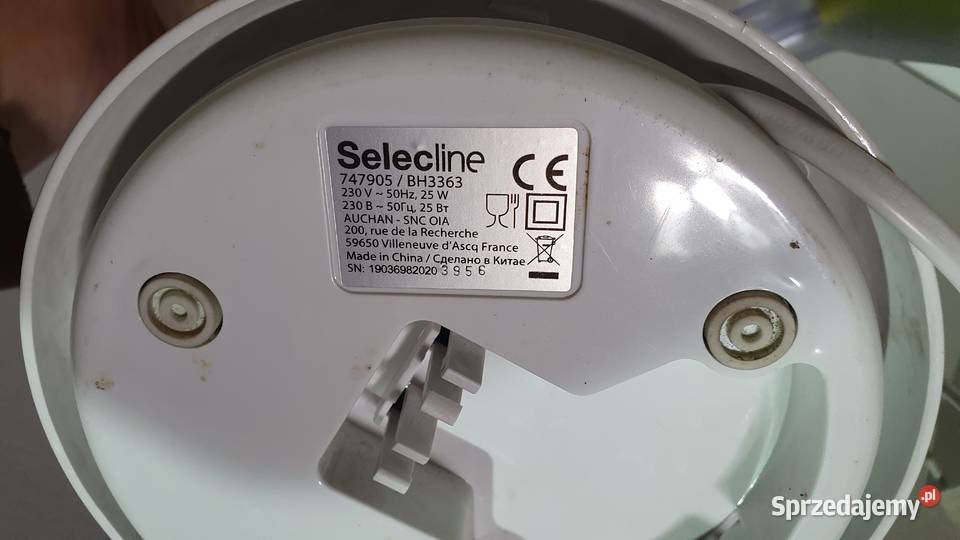 Selecline
747905 / BH3363
230 V ~ 50Hz, 25 W
230 В ~ 50Гц, 25 Вт
AUCHAN - SNC OIA
200, rue de la Recherche
59650 Villeneuve d'Ascq France
Made in China / Сделано в Китае
SN: 19036982020 3956
CE
Sprzedajemy.pl